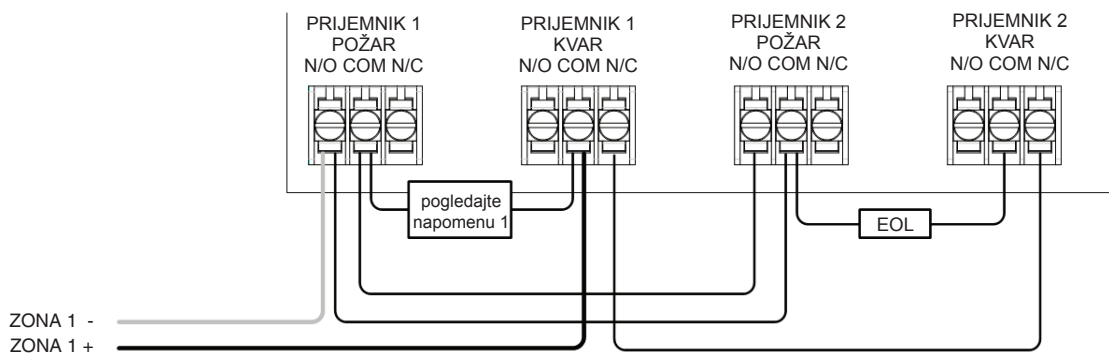 PRIJEMNIK 1
POŽAR
N/O COM N/C
PRIJEMNIK 1
KVAR
N/O COM N/C
PRIJEMNIK 2
POŽAR
N/O COM N/C
PRIJEMNIK 2
KVAR
N/O COM N/C
pogledajte
napomenu 1
EOL
ZONA 1 -
ZONA 1 +